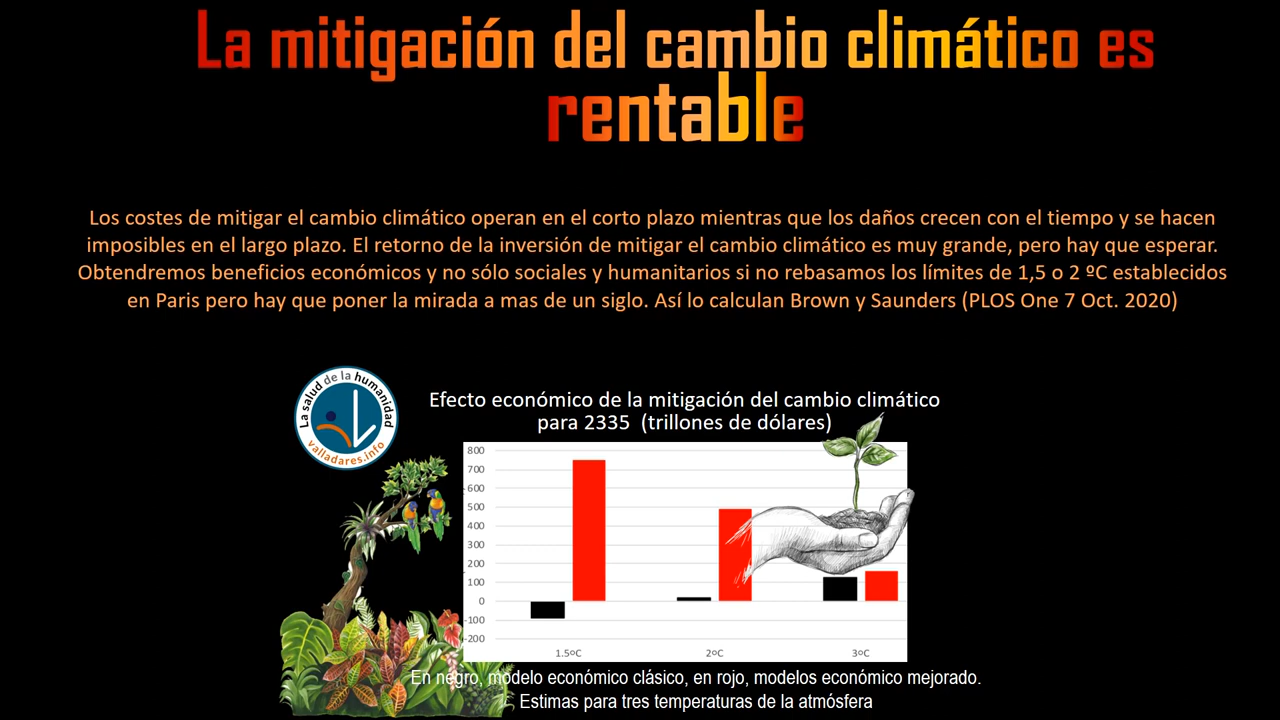 La mitigación del cambio climático es
rentable
Los costes de mitigar el cambio climático operan en el corto plazo mientras que los daños crecen con el tiempo y se hacen
imposibles en el largo plazo. El retorno de la inversión de mitigar el cambio climático es muy grande, pero hay que esperar.
Obtendremos beneficios económicos y no sólo sociales y humanitarios si no rebasamos los límites de 1,5 o 2 ºC establecidos
en Paris pero hay que poner la mirada a mas de un siglo. Así lo calculan Brown y Saunders (PLOS One 7 Oct. 2020)
La salud de la humanidad
valladares.info
Efecto económico de la mitigación del cambio climático
para 2335 (trillones de dólares)
800
700
600
500
400
300
200
100
0
-100
-200
1.5ºC 2ºC 3ºC
En negro, modelo económico clásico, en rojo, modelos económico mejorado.
Estimas para tres temperaturas de la atmósfera